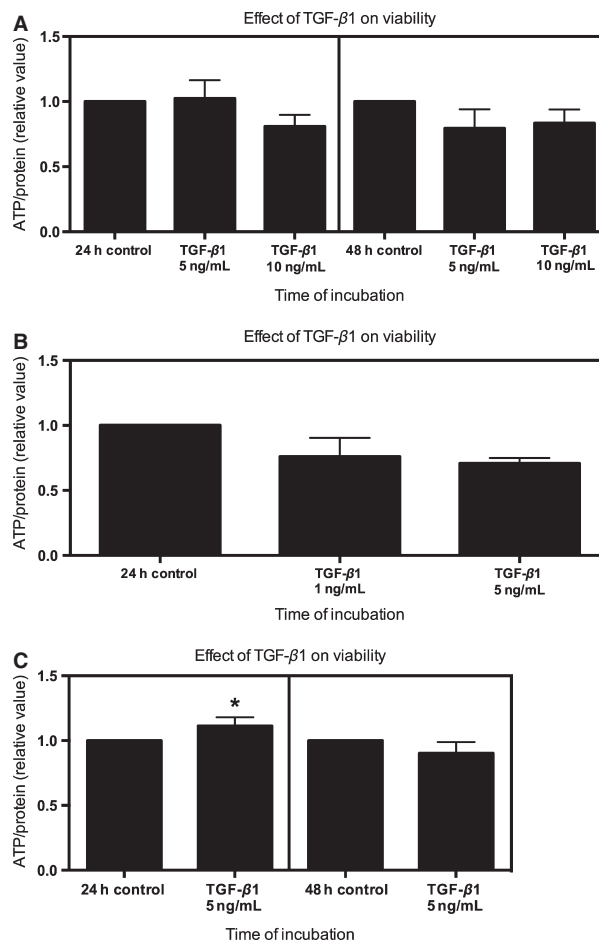 A
Effect of TGF-β1 on viability
ATP/protein (relative value)
1.5
1.0
0.5
0.0
24 h control
TGF-β1
5 ng/mL
TGF-β1
10 ng/mL
48 h control
TGF-β1
5 ng/mL
TGF-β1
10 ng/mL
Time of incubation
B
Effect of TGF-β1 on viability
ATP/protein (relative value)
1.5
1.0
0.5
0.0
24 h control
TGF-β1
1 ng/mL
TGF-β1
5 ng/mL
Time of incubation
C
Effect of TGF-β1 on viability
ATP/protein (relative value)
1.5
1.0
0.5
0.0
*
24 h control
TGF-β1
5 ng/mL
48 h control
TGF-β1
5 ng/mL
Time of incubation